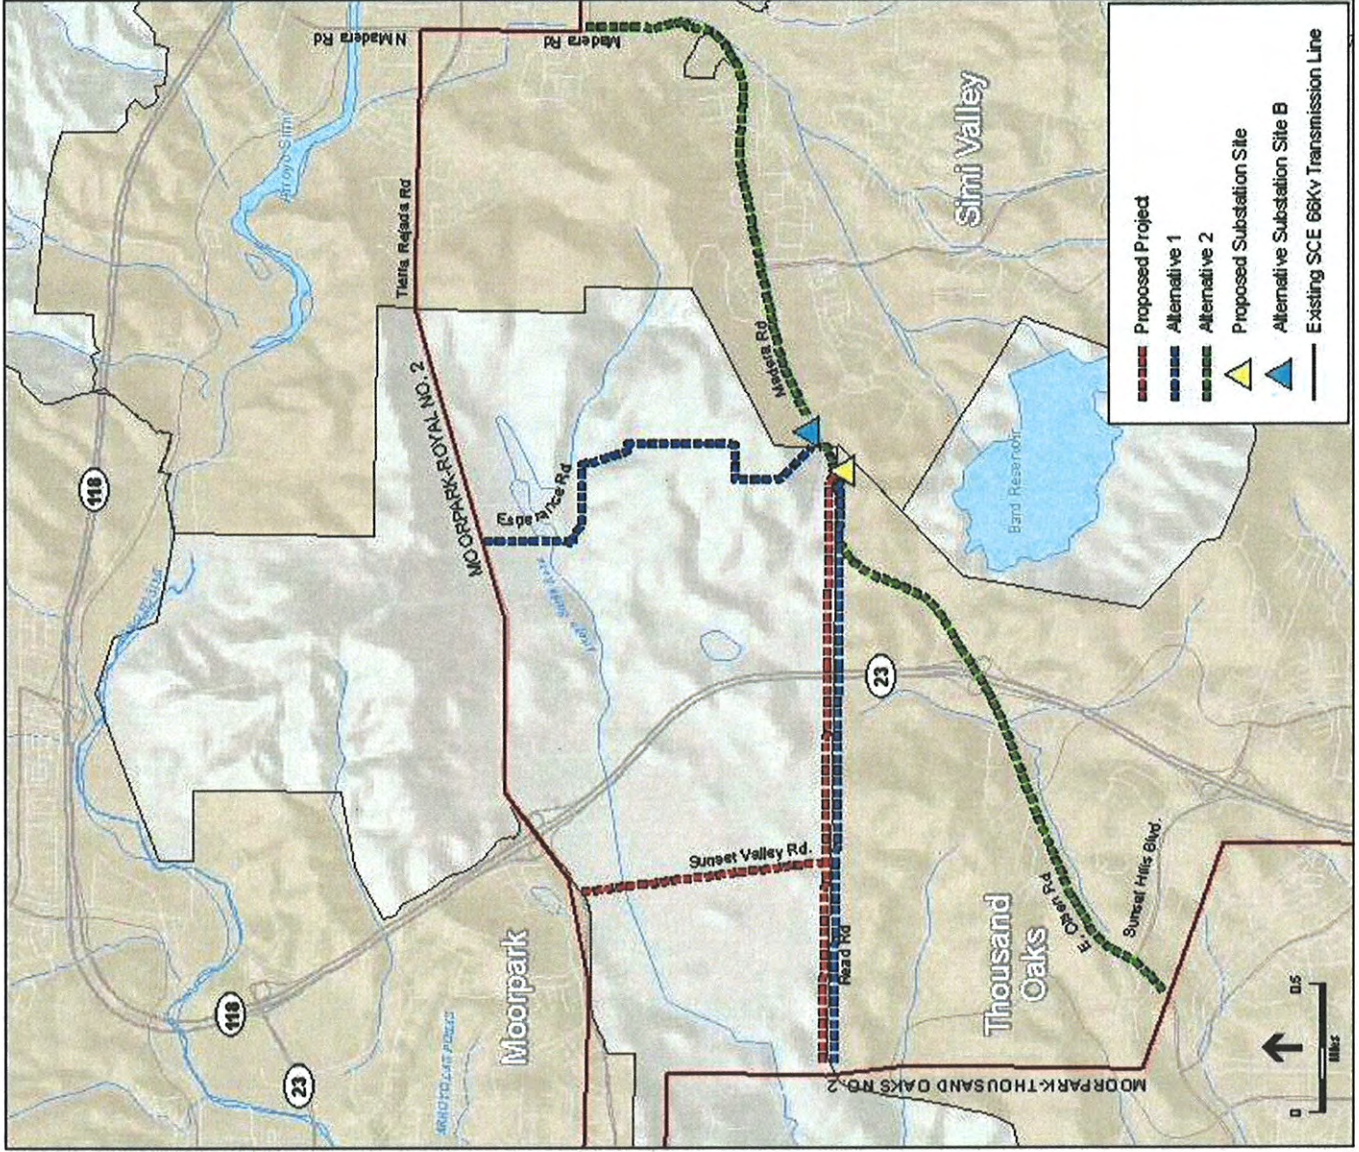 118
N Madera Rd
Madera Rd
Arroyo Simi
Tierra Rejada Rd
MOORPARK-ROYAL NO. 2
Esperance Rd
Madera Rd
Simi Valley
Bard Reservoir
23
Sunset Valley Rd.
Read Rd
Moorpark
118
23
Thousand
Oaks
E. Olsen Rd
Sunset Hills Blvd.
MOORPARK-THOUSAND OAKS NO. 2
Proposed Project
Alternative 1
Alternative 2
Proposed Substation Site
Alternative Substation Site B
Existing SCE 66Kv Transmission Line
0
0.5
Miles